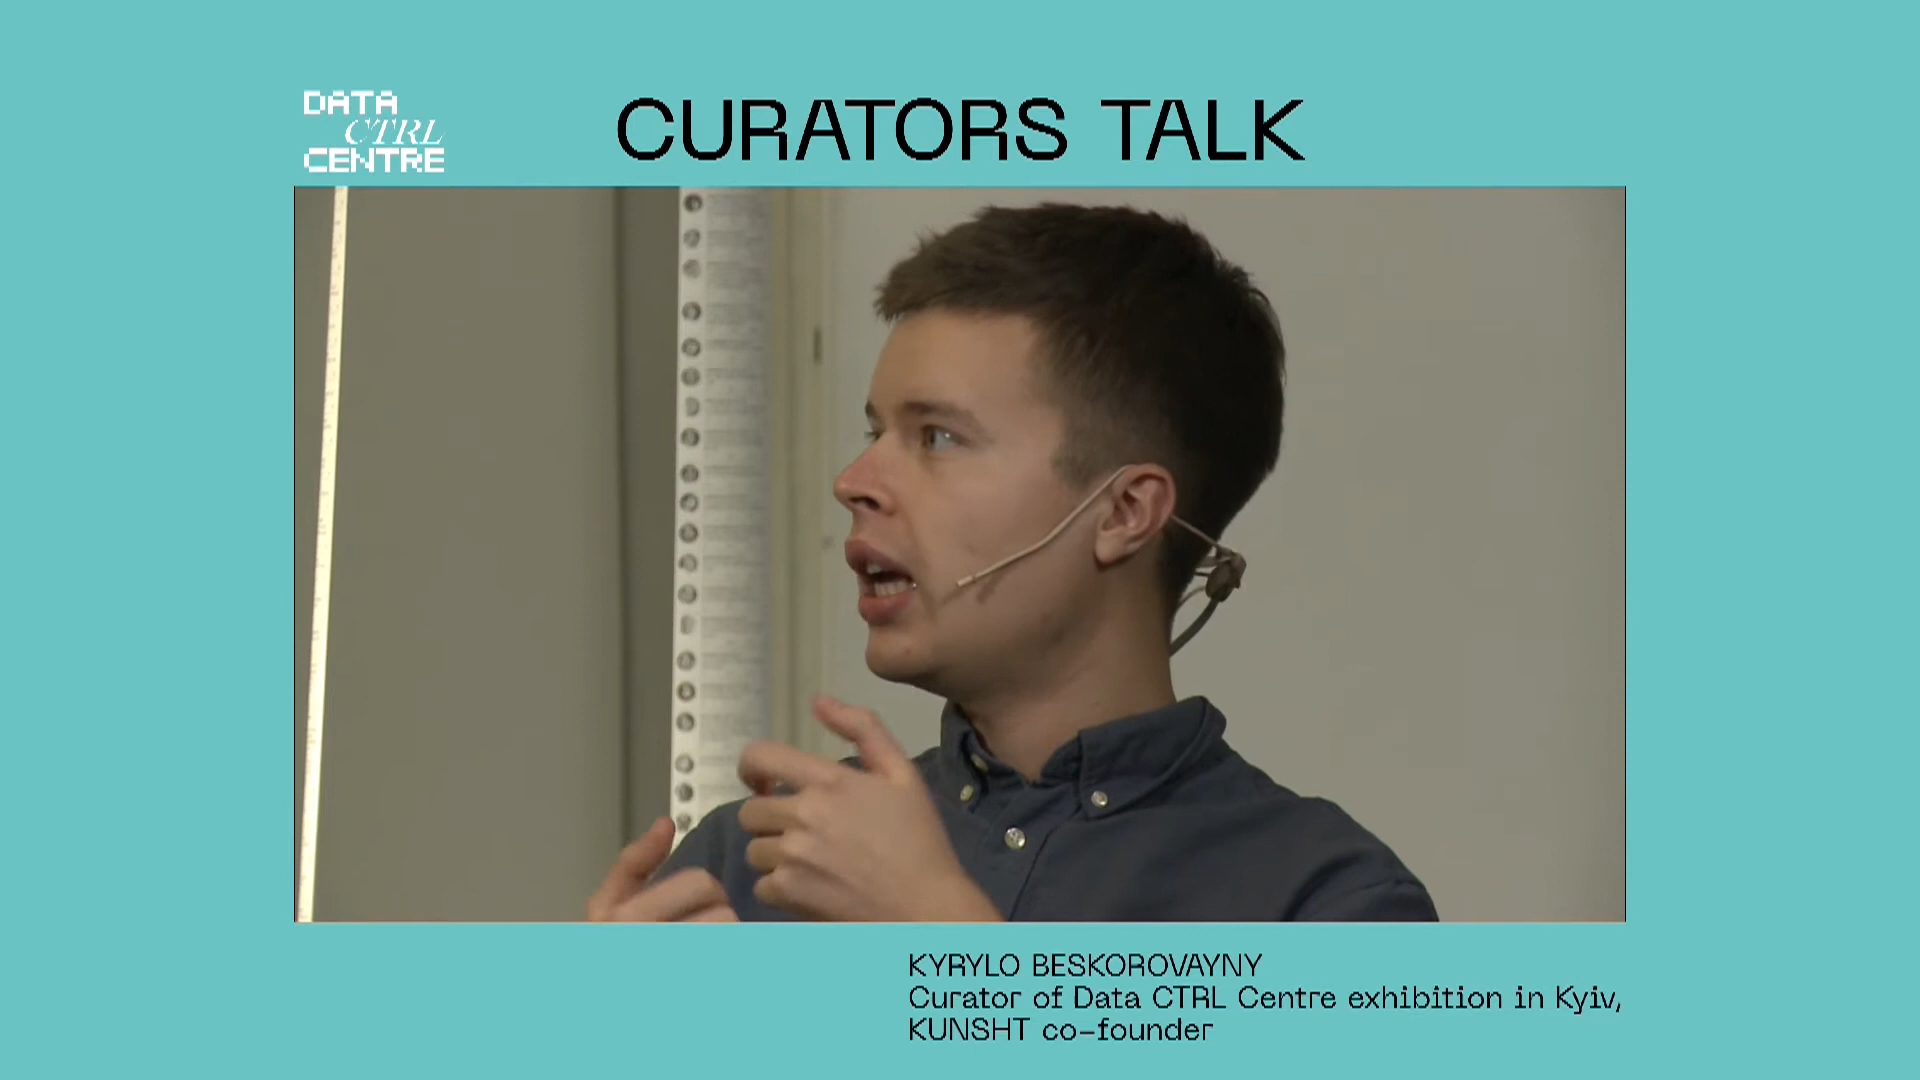 DATA
CTRL
CENTRE
CURATORS TALK
KYRYLO BESKOROVAYNY
Curator of Data CTRL Centre exhibition in Kyiv,
KUNSHT co-founder